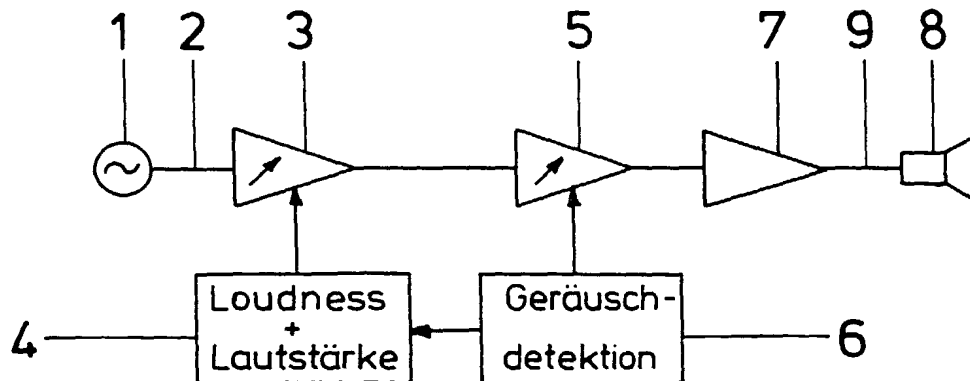 1 2 3 5 7 9 8
Loudness
+
Lautstärke
Geräusch-
detektion
4
6